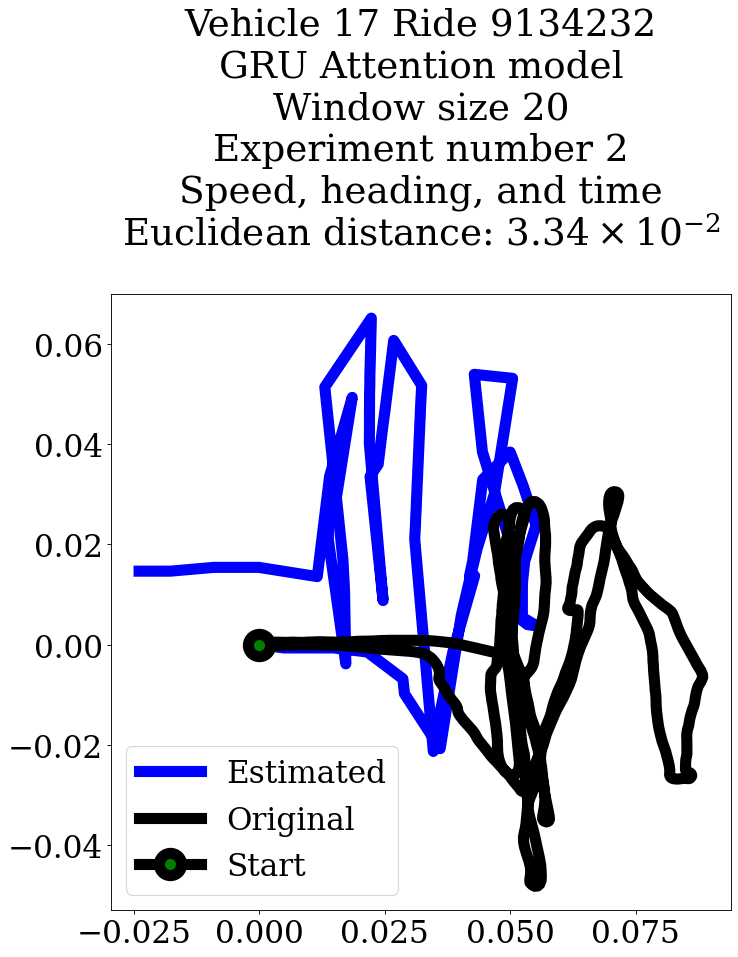 Vehicle 17 Ride 9134232
GRU Attention model
Window size 20
Experiment number 2
Speed, heading, and time
Euclidean distance: 3.34 × 10⁻²
0.06
0.04
0.02
0.00
−0.02
−0.04
Estimated
Original
Start
−0.025 0.000 0.025 0.050 0.075